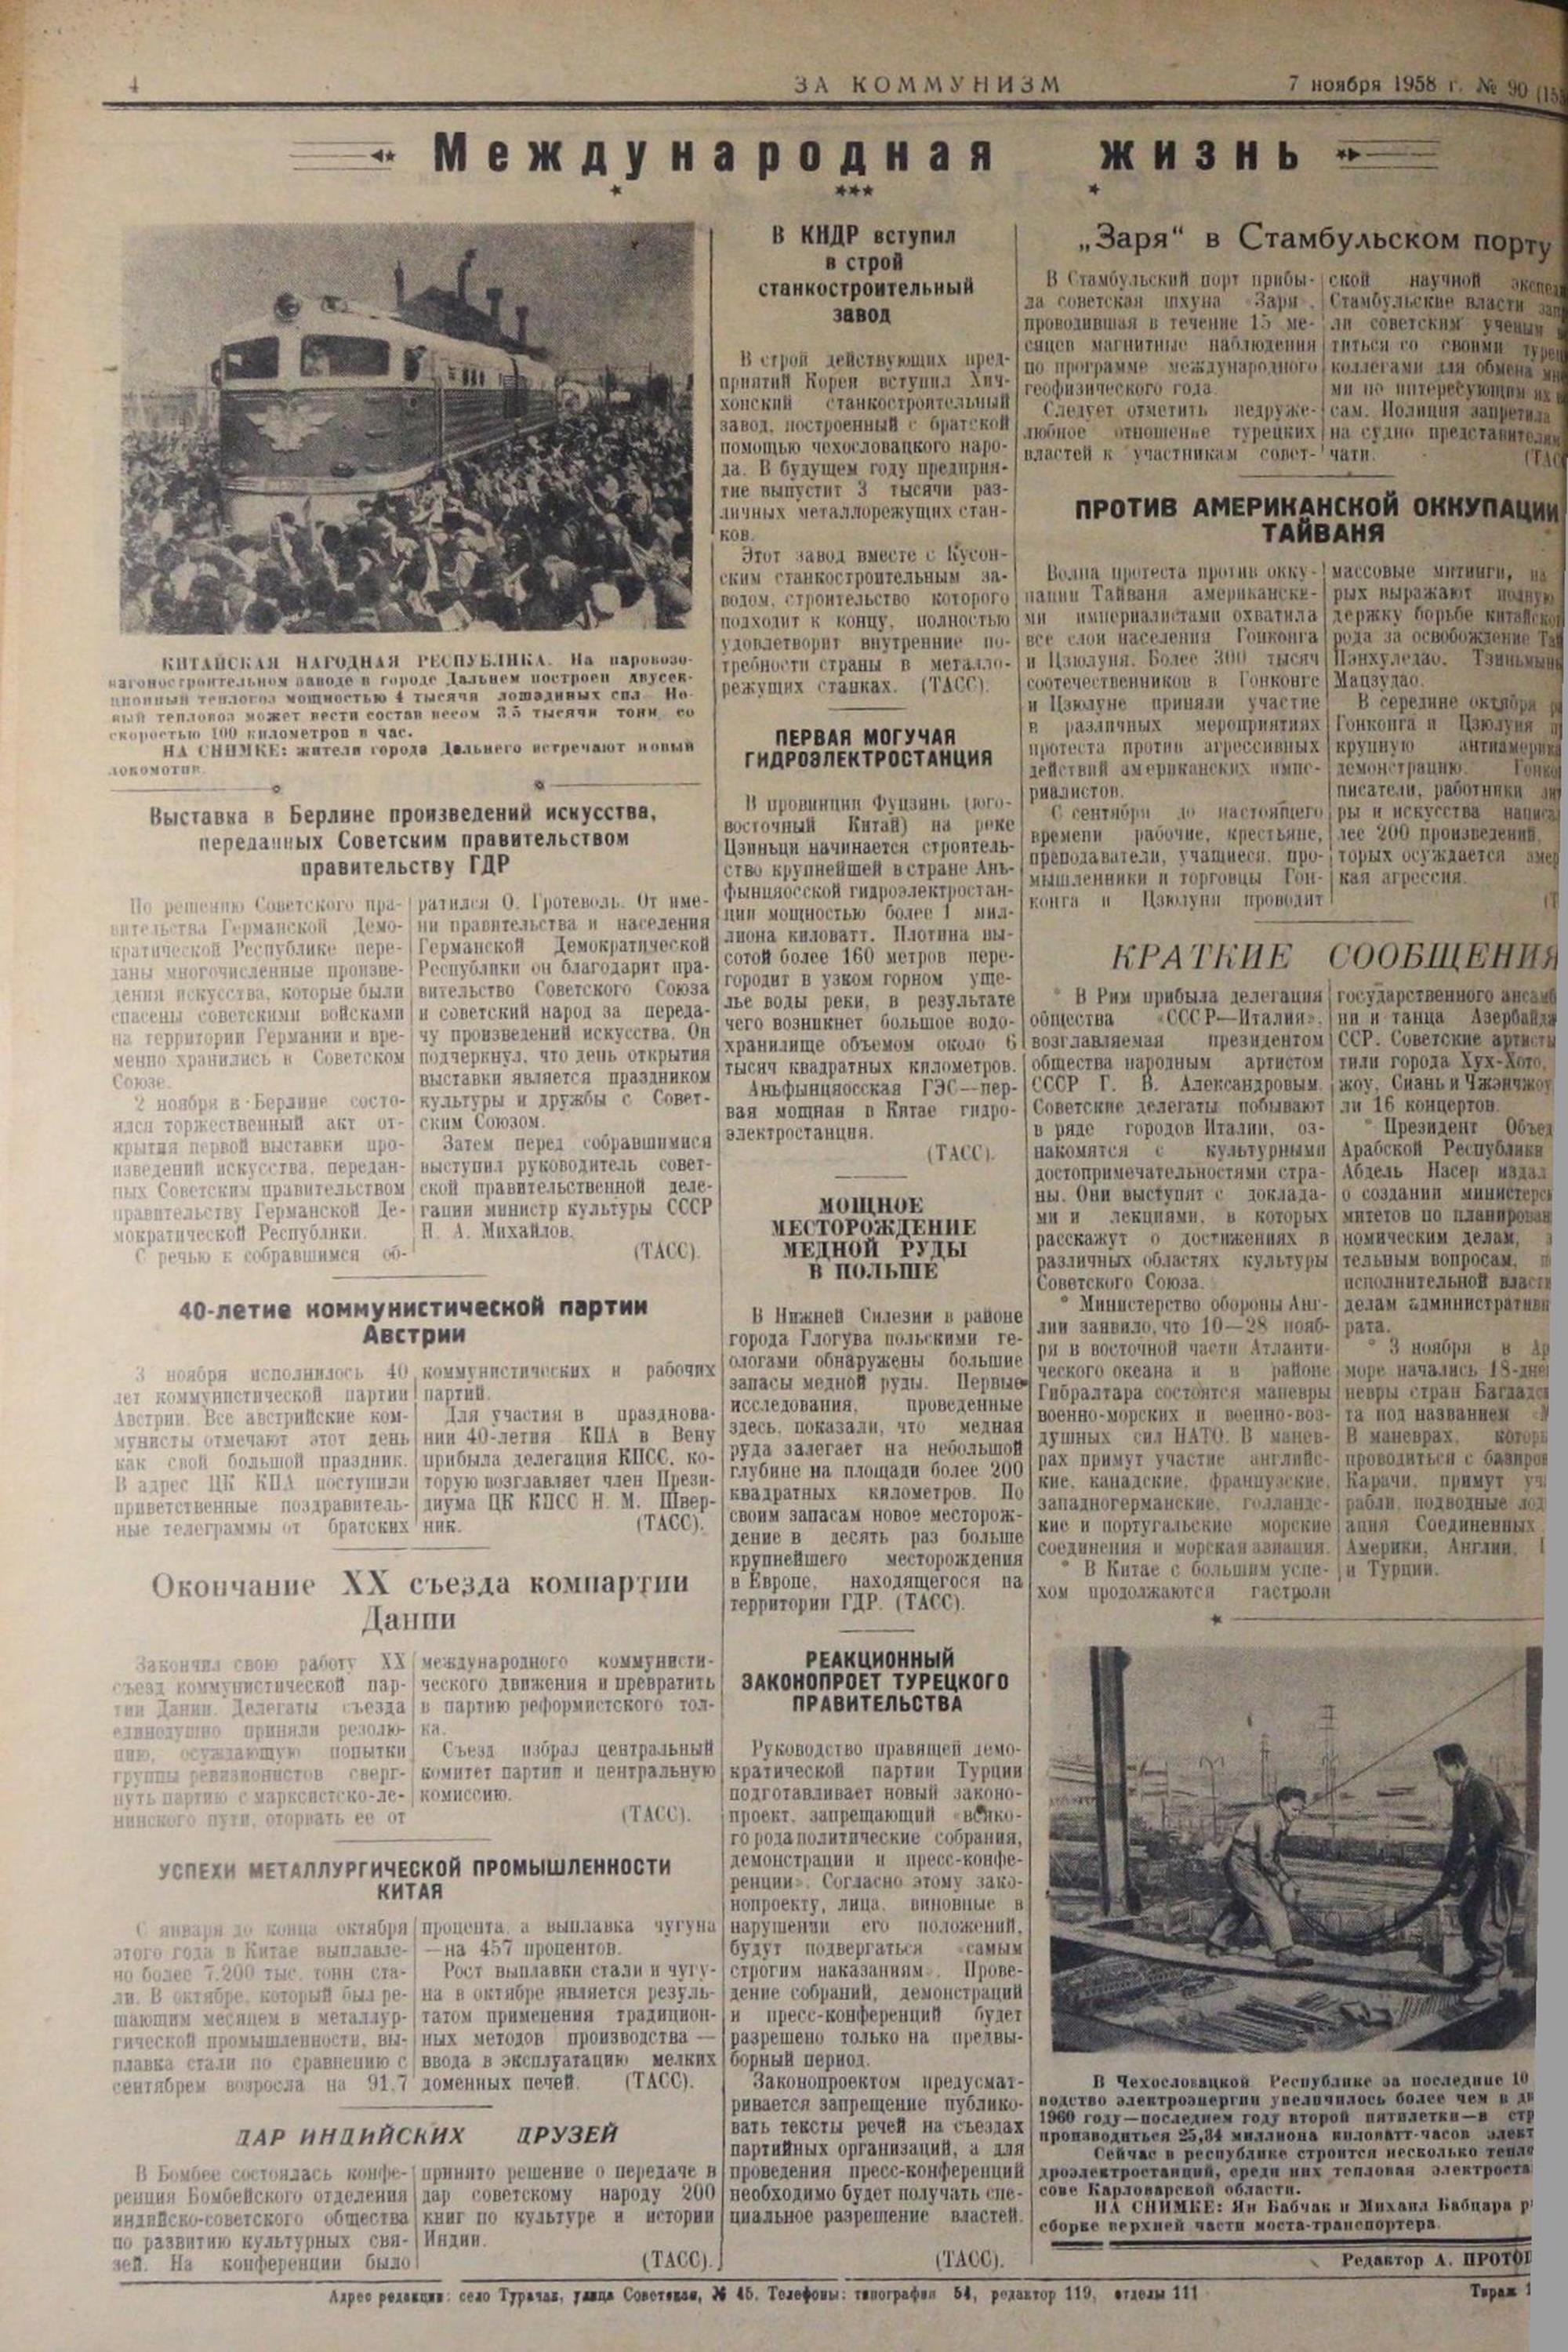 4
ЗА КОММУНИЗМ
7 ноября 1958 г. № 90 (15
Международная жизнь
КИТАЙСКАЯ НАРОДНАЯ РЕСПУБЛИКА. На паровозо-
вагоностроительном заводе в городе Дальнем построен двухсек-
ционный тепловоз мощностью 4 тысячи лошадиных сил. Но-
вый тепловоз может вести состав весом 3,5 тысячи тонн со
скоростью 100 километров в час.
НА СНИМКЕ: жители города Дальнего встречают новый
локомотив.
Выставка в Берлине произведений искусства,
переданных Советским правительством
правительству ГДР
По решению Советского пра-
вительства Германской Демо-
кратической Республике пере-
даны многочисленные произве-
дения искусства, которые были
спасены советскими войсками
на территории Германии и вре-
менно хранились в Советском
Союзе.
2 ноября в Берлине состо-
ялся торжественный акт от-
крытия первой выставки про-
изведений искусства, передан-
ных Советским правительством
правительству Германской Де-
мократической Республики.
С речью к собравшимся об-
ратился О. Гротеволь. От име-
ни правительства и населения
Германской Демократической
Республики он благодарит пра-
вительство Советского Союза
и советский народ за переда-
чу произведений искусства. Он
подчеркнул, что день открытия
выставки является праздником
культуры и дружбы с Совет-
ским Союзом.
Затем перед собравшимися
выступил руководитель совет-
ской правительственной деле-
гации министр культуры СССР
Н. А. Михайлов.
(ТАСС).
40-летие коммунистической партии
Австрии
3 ноября исполнилось 40
лет коммунистической партии
Австрии. Все австрийские ком-
мунисты отмечают этот день
как свой большой праздник.
В адрес ЦК КПА поступили
приветственные поздравитель-
ные телеграммы от братских
коммунистических и рабочих
партий.
Для участия в празднова-
нии 40-летия КПА в Вену
прибыла делегация КПСС, ко-
торую возглавляет член Прези-
диума ЦК КПСС Н. М. Швер-
ник. (ТАСС).
Окончание XX съезда компартии
Дании
Закончил свою работу XX
съезд коммунистической пар-
тии Дании. Делегаты съезда
единодушно приняли резолю-
цию, осуждающую попытки
группы ревизионистов сверг-
нуть партию с марксистско-ле-
нинского пути, оторвать ее от
международного коммунисти-
ческого движения и превратить
в партию реформистского тол-
ка.
Съезд избрал центральный
комитет партии и центральную
комиссию.
(ТАСС).
УСПЕХИ МЕТАЛЛУРГИЧЕСКОЙ ПРОМЫШЛЕННОСТИ
КИТАЯ
С января до конца октября
этого года в Китае выплавле-
но более 7.200 тыс. тонн ста-
ли. В октябре, который был ре-
шающим месяцем в металлур-
гической промышленности, вы-
плавка стали по сравнению с
сентябрем возросла на 91,7
процента, а выплавка чугуна
—на 457 процентов.
Рост выплавки стали и чугу-
на в октябре является резуль-
татом применения традицион-
ных методов производства —
ввода в эксплуатацию мелких
доменных печей. (ТАСС).
ДАР ИНДИЙСКИХ ДРУЗЕЙ
В Бомбее состоялась конфе-
ренция Бомбейского отделения
индийско-советского общества
по развитию культурных свя-
зей. На конференции было
принято решение о передаче в
дар советскому народу 200
книг по культуре и истории
Индии.
(ТАСС).
В КНДР вступил
в строй
станкостроительный
завод
В строй действующих пред-
приятий Кореи вступил Хич-
хонский станкостроительный
завод, построенный с братской
помощью чехословацкого наро-
да. В будущем году предприя-
тие выпустит 3 тысячи раз-
личных металлорежущих стан-
ков.
Этот завод вместе с Кусон-
ским станкостроительным за-
водом, строительство которого
подходит к концу, полностью
удовлетворит внутренние по-
требности страны в металло-
режущих станках. (ТАСС).
ПЕРВАЯ МОГУЧАЯ
ГИДРОЭЛЕКТРОСТАНЦИЯ
В провинции Фуцзянь (юго-
восточный Китай) на реке
Цзиньци начинается строитель-
ство крупнейшей в стране Ань-
фынцяосской гидроэлектростан-
ции мощностью более 1 мил-
лиона киловатт. Плотина вы-
сотой более 160 метров пере-
городит в узком горном уще-
лье воды реки, в результате
чего возникнет большое водо-
хранилище объемом около 6
тысяч квадратных километров.
Аньфынцяосская ГЭС—пер-
вая мощная в Китае гидро-
электростанция.
(ТАСС).
МОЩНОЕ
МЕСТОРОЖДЕНИЕ
МЕДНОЙ РУДЫ
В ПОЛЬШЕ
В Нижней Силезии в районе
города Глогува польскими ге-
ологами обнаружены большие
запасы медной руды. Первые
исследования, проведенные
здесь, показали, что медная
руда залегает на небольшой
глубине на площади более 200
квадратных километров. По
своим запасам новое месторож-
дение в десять раз больше
крупнейшего месторождения
в Европе, находящегося на
территории ГДР. (ТАСС).
РЕАКЦИОННЫЙ
ЗАКОНОПРОЕТ ТУРЕЦКОГО
ПРАВИТЕЛЬСТВА
Руководство правящей демо-
кратической партии Турции
подготавливает новый законо-
проект, запрещающий «всяко-
го рода политические собрания,
демонстрации и пресс-конфе-
ренции». Согласно этому зако-
нопроекту, лица, виновные в
нарушении его положений,
будут подвергаться «самым
строгим наказаниям». Прове-
дение собраний, демонстраций
и пресс-конференций будет
разрешено только на предвы-
борный период.
Законопроектом предусмат-
ривается запрещение публико-
вать тексты речей на съездах
партийных организаций, а для
проведения пресс-конференций
необходимо будет получать спе-
циальное разрешение властей.
(ТАСС).
„Заря“ в Стамбульском порту
В Стамбульский порт прибы-
ла советская шхуна «Заря»,
проводившая в течение 15 ме-
сяцев магнитные наблюдения
по программе международного
геофизического года.
Следует отметить недруже-
любное отношение турецких
властей к участникам совет-
ской научной экспед
Стамбульские власти зап
ли советским ученым
титься со своими турец
коллегами для обмена мн
ми по интересующим их в
сам. Полиция запретила
на судно представителям
чати. (ТАС
ПРОТИВ АМЕРИКАНСКОЙ ОККУПАЦИИ
ТАЙВАНЯ
Волна протеста против окку-
пации Тайваня американски-
ми империалистами охватила
все слои населения Гонконга
и Цзюлуня. Более 300 тысяч
соотечественников в Гонконге
и Цзюлуне приняли участие
в различных мероприятиях
протеста против агрессивных
действий американских импе-
риалистов.
С сентября до настоящего
времени рабочие, крестьяне,
преподаватели, учащиеся, про-
мышленники и торговцы Гон-
конга и Цзюлуня проводят
массовые митинги, на
рых выражают полную
держку борьбе китайской
рода за освобождение Тай
Пэнхуледао, Тзиньмынь
Мацзудао.
В середине октября
Гонконга и Цзюлуня
крупную антиамерика
демонстрацию. Гонко
писатели, работники
ры и искусства написа
лее 200 произведений,
торых осуждается амер
кая агрессия.
(Т
КРАТКИЕ СООБЩЕНИЯ
* В Рим прибыла делегация
общества «СССР—Италия»,
возглавляемая президентом
общества народным артистом
СССР Г. В. Александровым.
Советские делегаты побывают
в ряде городов Италии, оз-
накомятся с культурными
достопримечательностями стра-
ны. Они выступят с доклада-
ми и лекциями, в которых
расскажут о достижениях в
различных областях культуры
Советского Союза.
* Министерство обороны Анг-
лии заявило, что 10—28 нояб-
ря в восточной части Атланти-
ческого океана и в районе
Гибралтара состоятся маневры
военно-морских и военно-воз-
душных сил НАТО. В манев-
рах примут участие английс-
кие, канадские, французские,
западногерманские, голландс-
кие и португальские морские
соединения и морская авиация.
* В Китае с большим успе-
хом продолжаются гастроли
государственного ансамб
ни и танца Азербайдж
ССР. Советские артисты
тили города Хух-Хото,
жоу, Сиань и Чжэнчжоу
ли 16 концертов.
* Президент Объед
Арабской Республики
Абдель Насер издал
о создании министерск
митетов по планирован
номическим делам,
тельным вопросам,
исполнительной власти
делам административн
рата.
* 3 ноября в Ар
море начались 18-дне
невры стран Багдадс
та под названием
В маневрах, которы
проводиться с базиров
Карачи, примут уча
рабли, подводные лод
ация Соединенных
Америки, Англии,
и Турции.
В Чехословацкой Республике за последние 10
водство электроэнергии увеличилось более чем в дв
1960 году—последнем году второй пятилетки—в стр
производиться 25,34 миллиона киловатт-часов элект
Сейчас в республике строится несколько тепло
дроэлектростанций, среди них тепловая электроста
сове Карловарской области.
НА СНИМКЕ: Ян Бабчак и Михаил Бабцара р
сборке верхней части моста-транспортера.
Редактор А. ПРОТОП
Адрес редакции: село Турачак, улица Советская, № 45. Телефоны: типография 54, редактор 119, отделы 111
Тираж 1